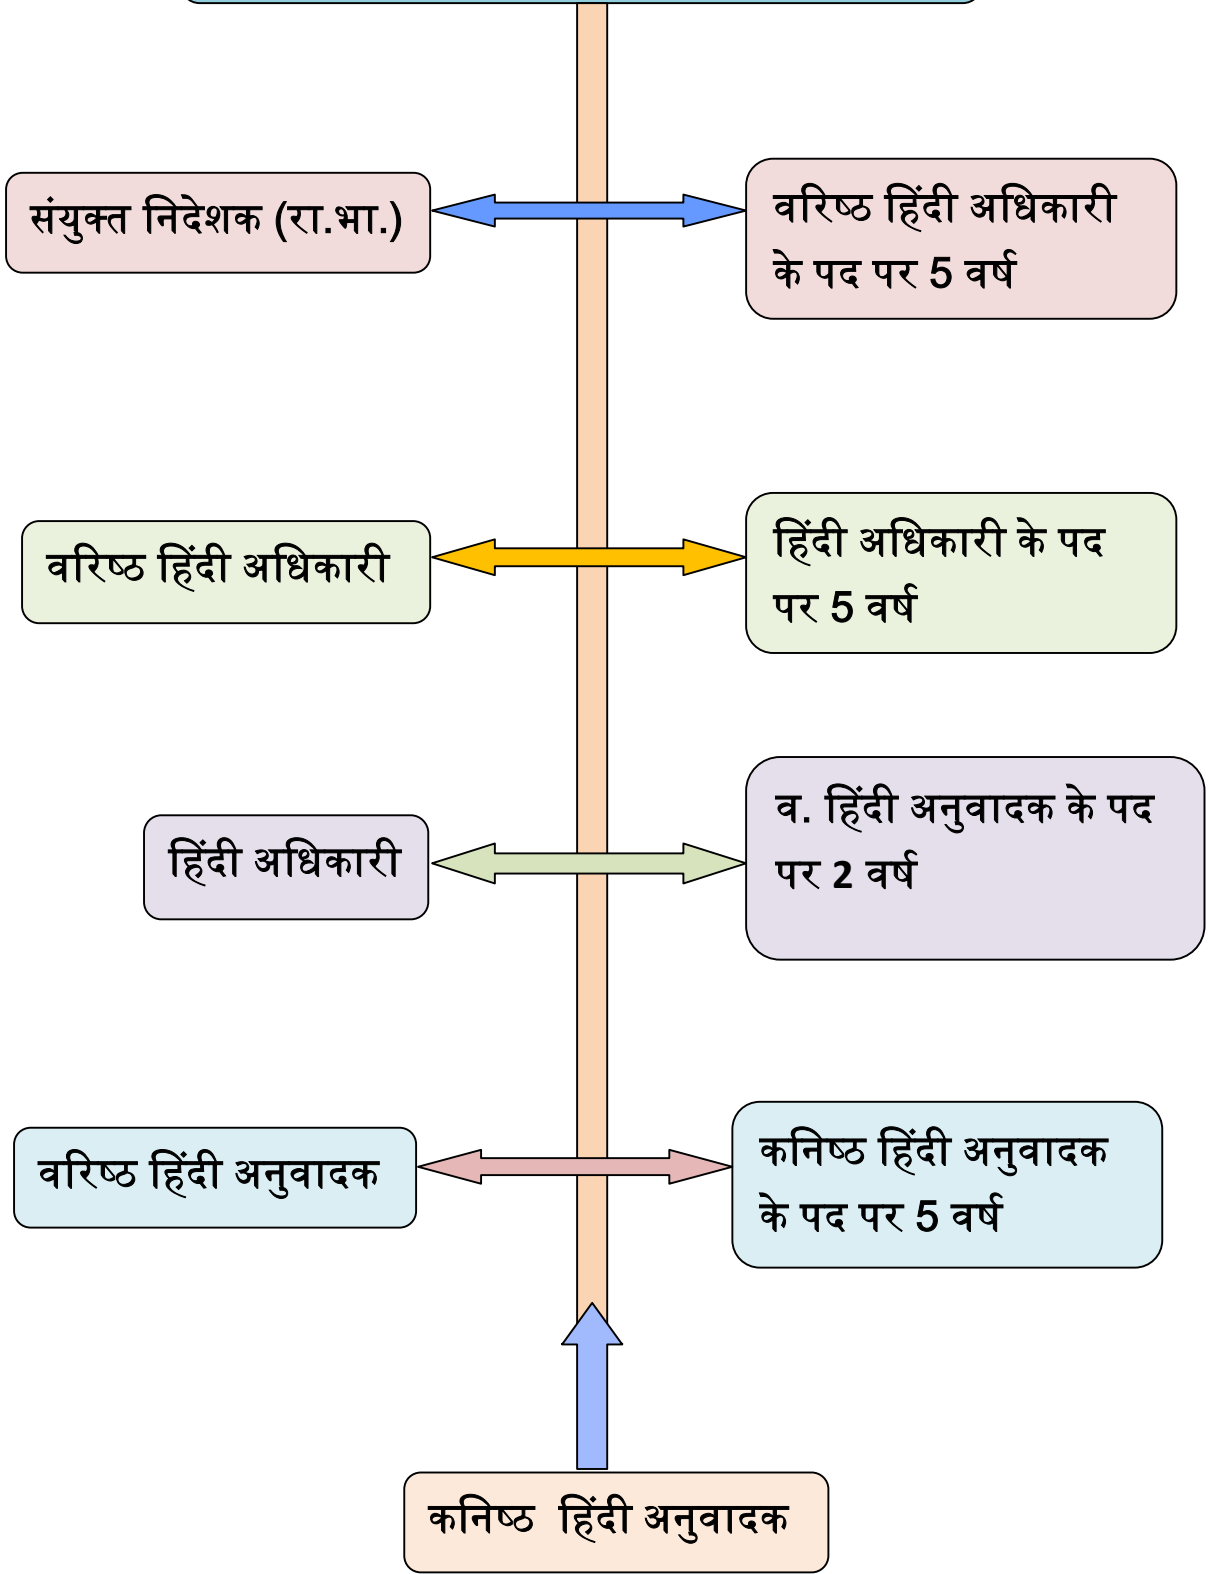 संयुक्त निदेशक (रा.भा.)
वरिष्ठ हिंदी अधिकारी
के पद पर 5 वर्ष
वरिष्ठ हिंदी अधिकारी
हिंदी अधिकारी के पद
पर 5 वर्ष
हिंदी अधिकारी
व. हिंदी अनुवादक के पद
पर 2 वर्ष
वरिष्ठ हिंदी अनुवादक
कनिष्ठ हिंदी अनुवादक
के पद पर 5 वर्ष
कनिष्ठ हिंदी अनुवादक